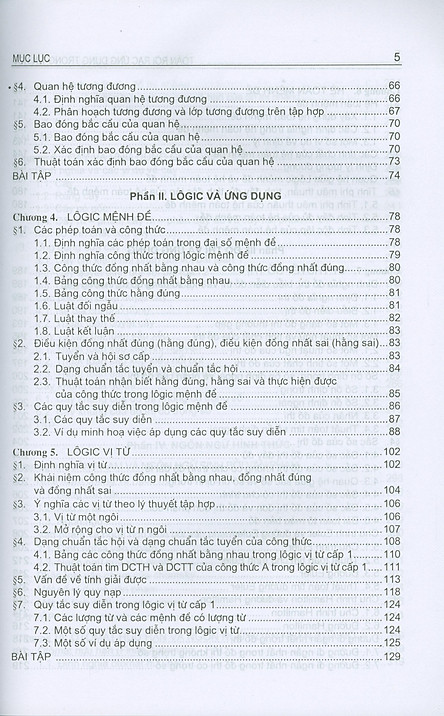 MỤC LỤC 5
§4. Quan hệ tương đương 66
4.1. Định nghĩa quan hệ tương đương 66
4.2. Phân hoạch tương đương và lớp tương đương trên tập hợp 67
§5. Bao đóng bắc cầu của quan hệ 70
5.1. Bao đóng bắc cầu của quan hệ 70
5.2. Xác định bao đóng bắc cầu của quan hệ 70
§6. Thuật toán xác định bao đóng bắc cầu của quan hệ 73
BÀI TẬP 74
Phần II. LÔGIC VÀ ỨNG DỤNG
Chương 4. LÔGIC MỆNH ĐỀ 78
§1. Các phép toán và công thức 78
1.1. Định nghĩa các phép toán trong đại số mệnh đề 78
1.2. Định nghĩa công thức trong lôgic mệnh đề 79
1.3. Công thức đồng nhất bằng nhau và công thức đồng nhất đúng 80
1.4. Bảng công thức đồng nhất bằng nhau 80
1.5. Bảng công thức hằng đúng 81
1.6. Luật đối ngẫu 81
1.7. Luật thay thế 82
1.8. Luật kết luận 83
§2. Điều kiện đồng nhất đúng (hằng đúng), điều kiện đồng nhất sai (hằng sai) 83
2.1. Tuyển và hội sơ cấp 83
2.2. Dạng chuẩn tắc tuyển và chuẩn tắc hội 84
2.3. Thuật toán nhận biết hằng đúng, hằng sai và thực hiện được
của công thức trong lôgic mệnh đề 85
§3. Các quy tắc suy diễn trong lôgic mệnh đề 86
3.1. Các quy tắc suy diễn 87
3.2. Ví dụ minh hoạ việc áp dụng các quy tắc suy diễn 88
Chương 5. LÔGIC VỊ TỪ 102
§1. Định nghĩa vị từ 102
§2. Khái niệm công thức đồng nhất bằng nhau, đồng nhất đúng
và đồng nhất sai 104
§3. Ý nghĩa các vị từ theo lý thuyết tập hợp 106
3.1. Vị từ một ngôi 106
3.2. Mở rộng cho vị từ n ngôi 107
§4. Dạng chuẩn tắc hội và dạng chuẩn tắc tuyển của công thức 108
4.1. Bảng các công thức đồng nhất bằng nhau trong lôgic vị từ cấp 1 110
4.2. Thuật toán tìm DCTH và DCTT của công thức A trong lôgic vị từ cấp 1 111
§5. Vấn đề về tính giải được 113
§6. Nguyên lý quy nạp 118
§7. Quy tắc suy diễn trong lôgic vị từ cấp 1 124
7.1. Các lượng từ và các mệnh đề có lượng từ 124
7.2. Một số quy tắc suy diễn trong lôgic vị từ 124
7.3. Một số ví dụ áp dụng 125
BÀI TẬP 129